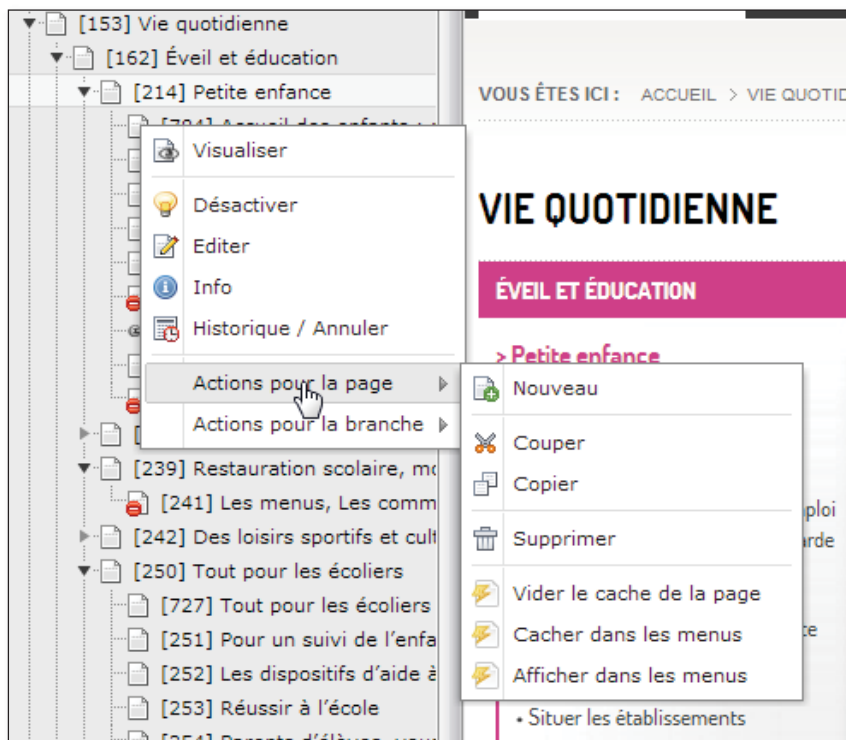 [153] Vie quotidienne
[162] Éveil et éducation
[214] Petite enfance
Visualiser
Désactiver
Editer
Info
Historique / Annuler
Actions pour la page
Actions pour la branche
[239] Restauration scolaire, mo
[241] Les menus, Les comm
[242] Des loisirs sportifs et cult
[250] Tout pour les écoliers
[727] Tout pour les écoliers
[251] Pour un suivi de l'enfa
[252] Les dispositifs d'aide à
[253] Réussir à l'école
VOUS ÊTES ICI : ACCUEIL > VIE QUOTID
VIE QUOTIDIENNE
ÉVEIL ET ÉDUCATION
> Petite enfance
Nouveau
Couper
Copier
Supprimer
Vider le cache de la page
Cacher dans les menus
Afficher dans les menus
ploi
arde
ce
• Situer les établissements